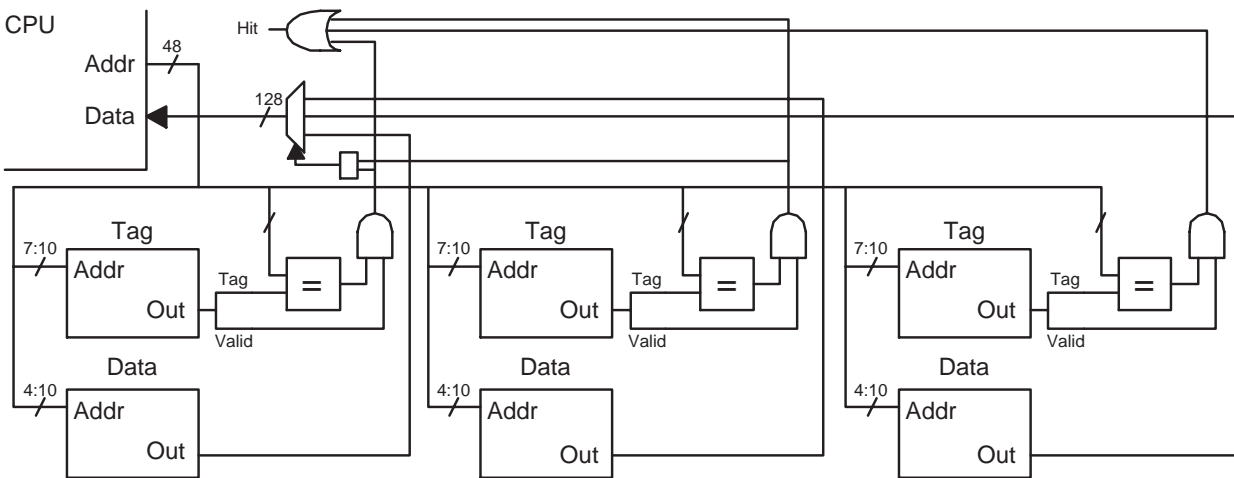 CPU
Hit
48
Addr
128
Data
Tag
7:10
Addr
Out
Tag
=
Valid
Data
4:10
Addr
Out
Tag
7:10
Addr
Out
Tag
=
Valid
Data
4:10
Addr
Out
Tag
7:10
Addr
Out
Tag
=
Valid
Data
4:10
Addr
Out